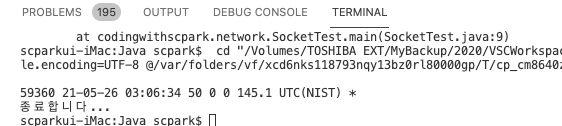 PROBLEMS 195 OUTPUT DEBUG CONSOLE TERMINAL
at codingwithscpark.network.SocketTest.main(SocketTest.java:9)
scparkui-iMac:Java scpark$  cd "/Volumes/TOSHIBA EXT/MyBackup/2020/VSCWorkspac
le.encoding=UTF-8 @/var/folders/vf/xcd6nks118793nqy13bz0rl80000gp/T/cp_cm8640z
59360 21-05-26 03:06:34 50 0 0 145.1 UTC(NIST) *
종료합니다...
scparkui-iMac:Java scpark$